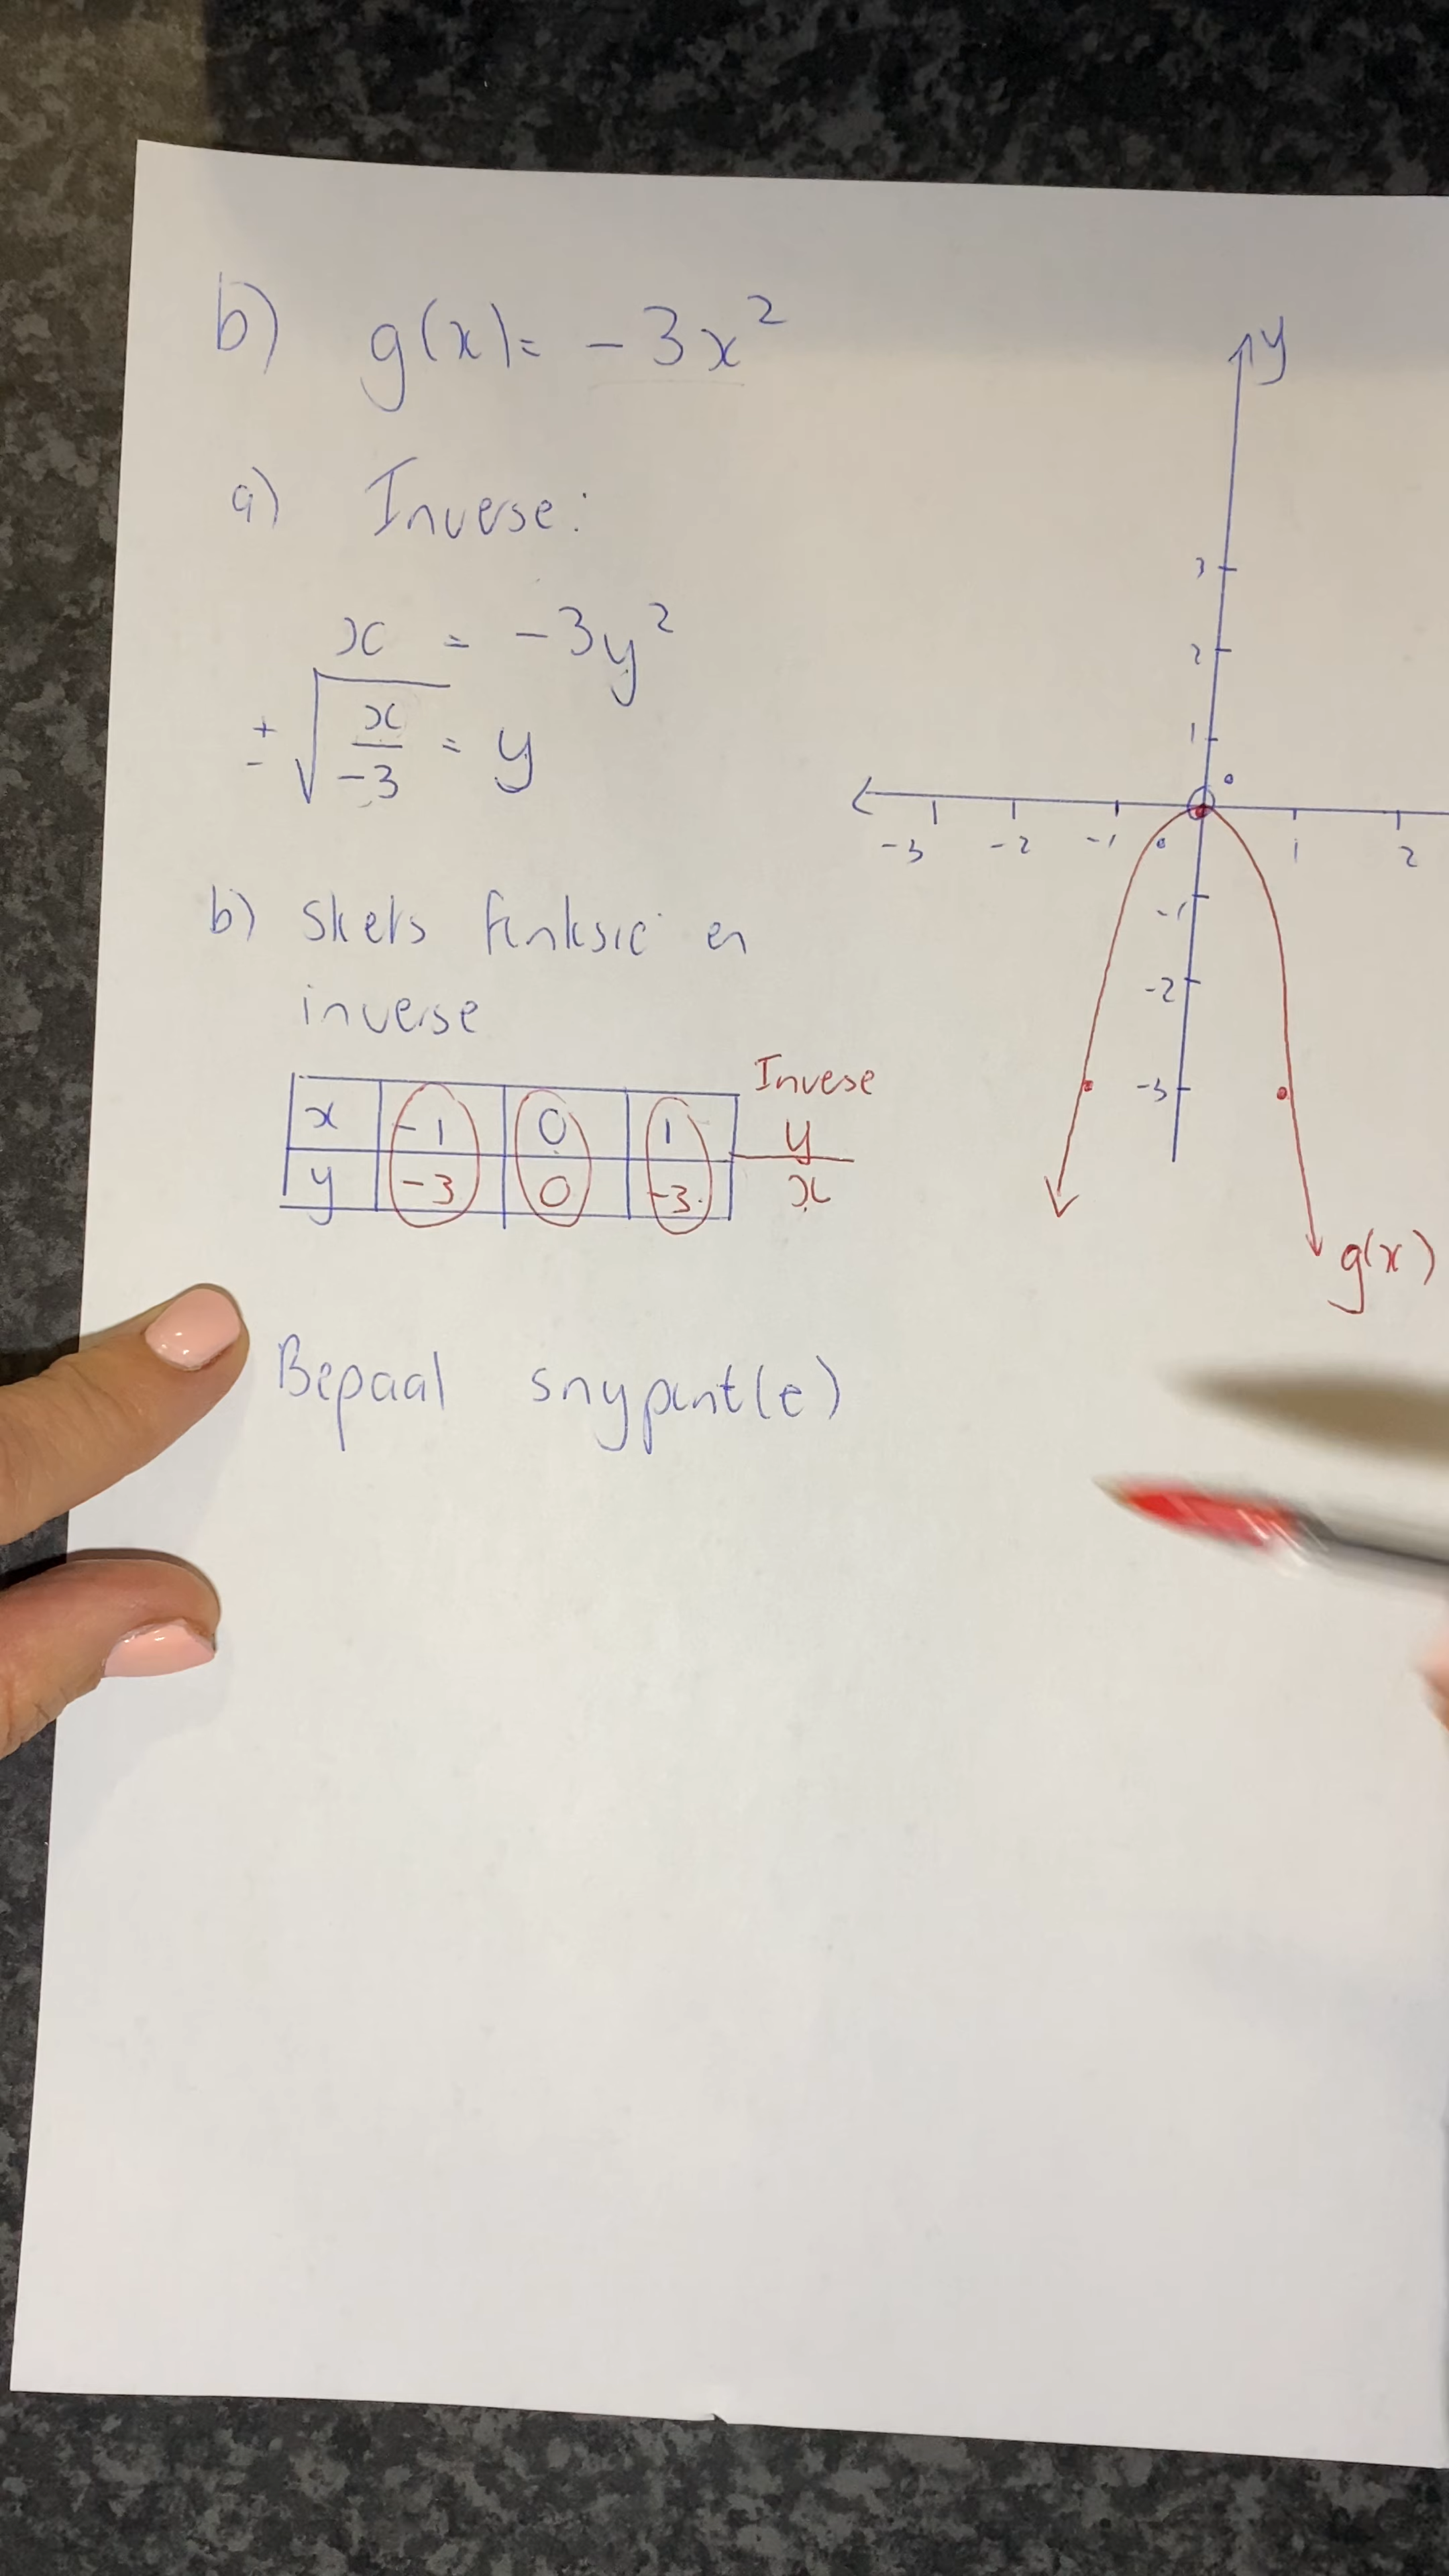 b) g(x) = -3x²
a) Inverse:
x = -3y²
± √(x/-3) = y
b) Skets funksie en
inverse
Invese
x -1 0 1 y
y -3 0 -3 x
Bepaal snypunt(e)
y
3
2
1
0
-3 -2 -1 0 1 2
-1
-2
-3
g(x)